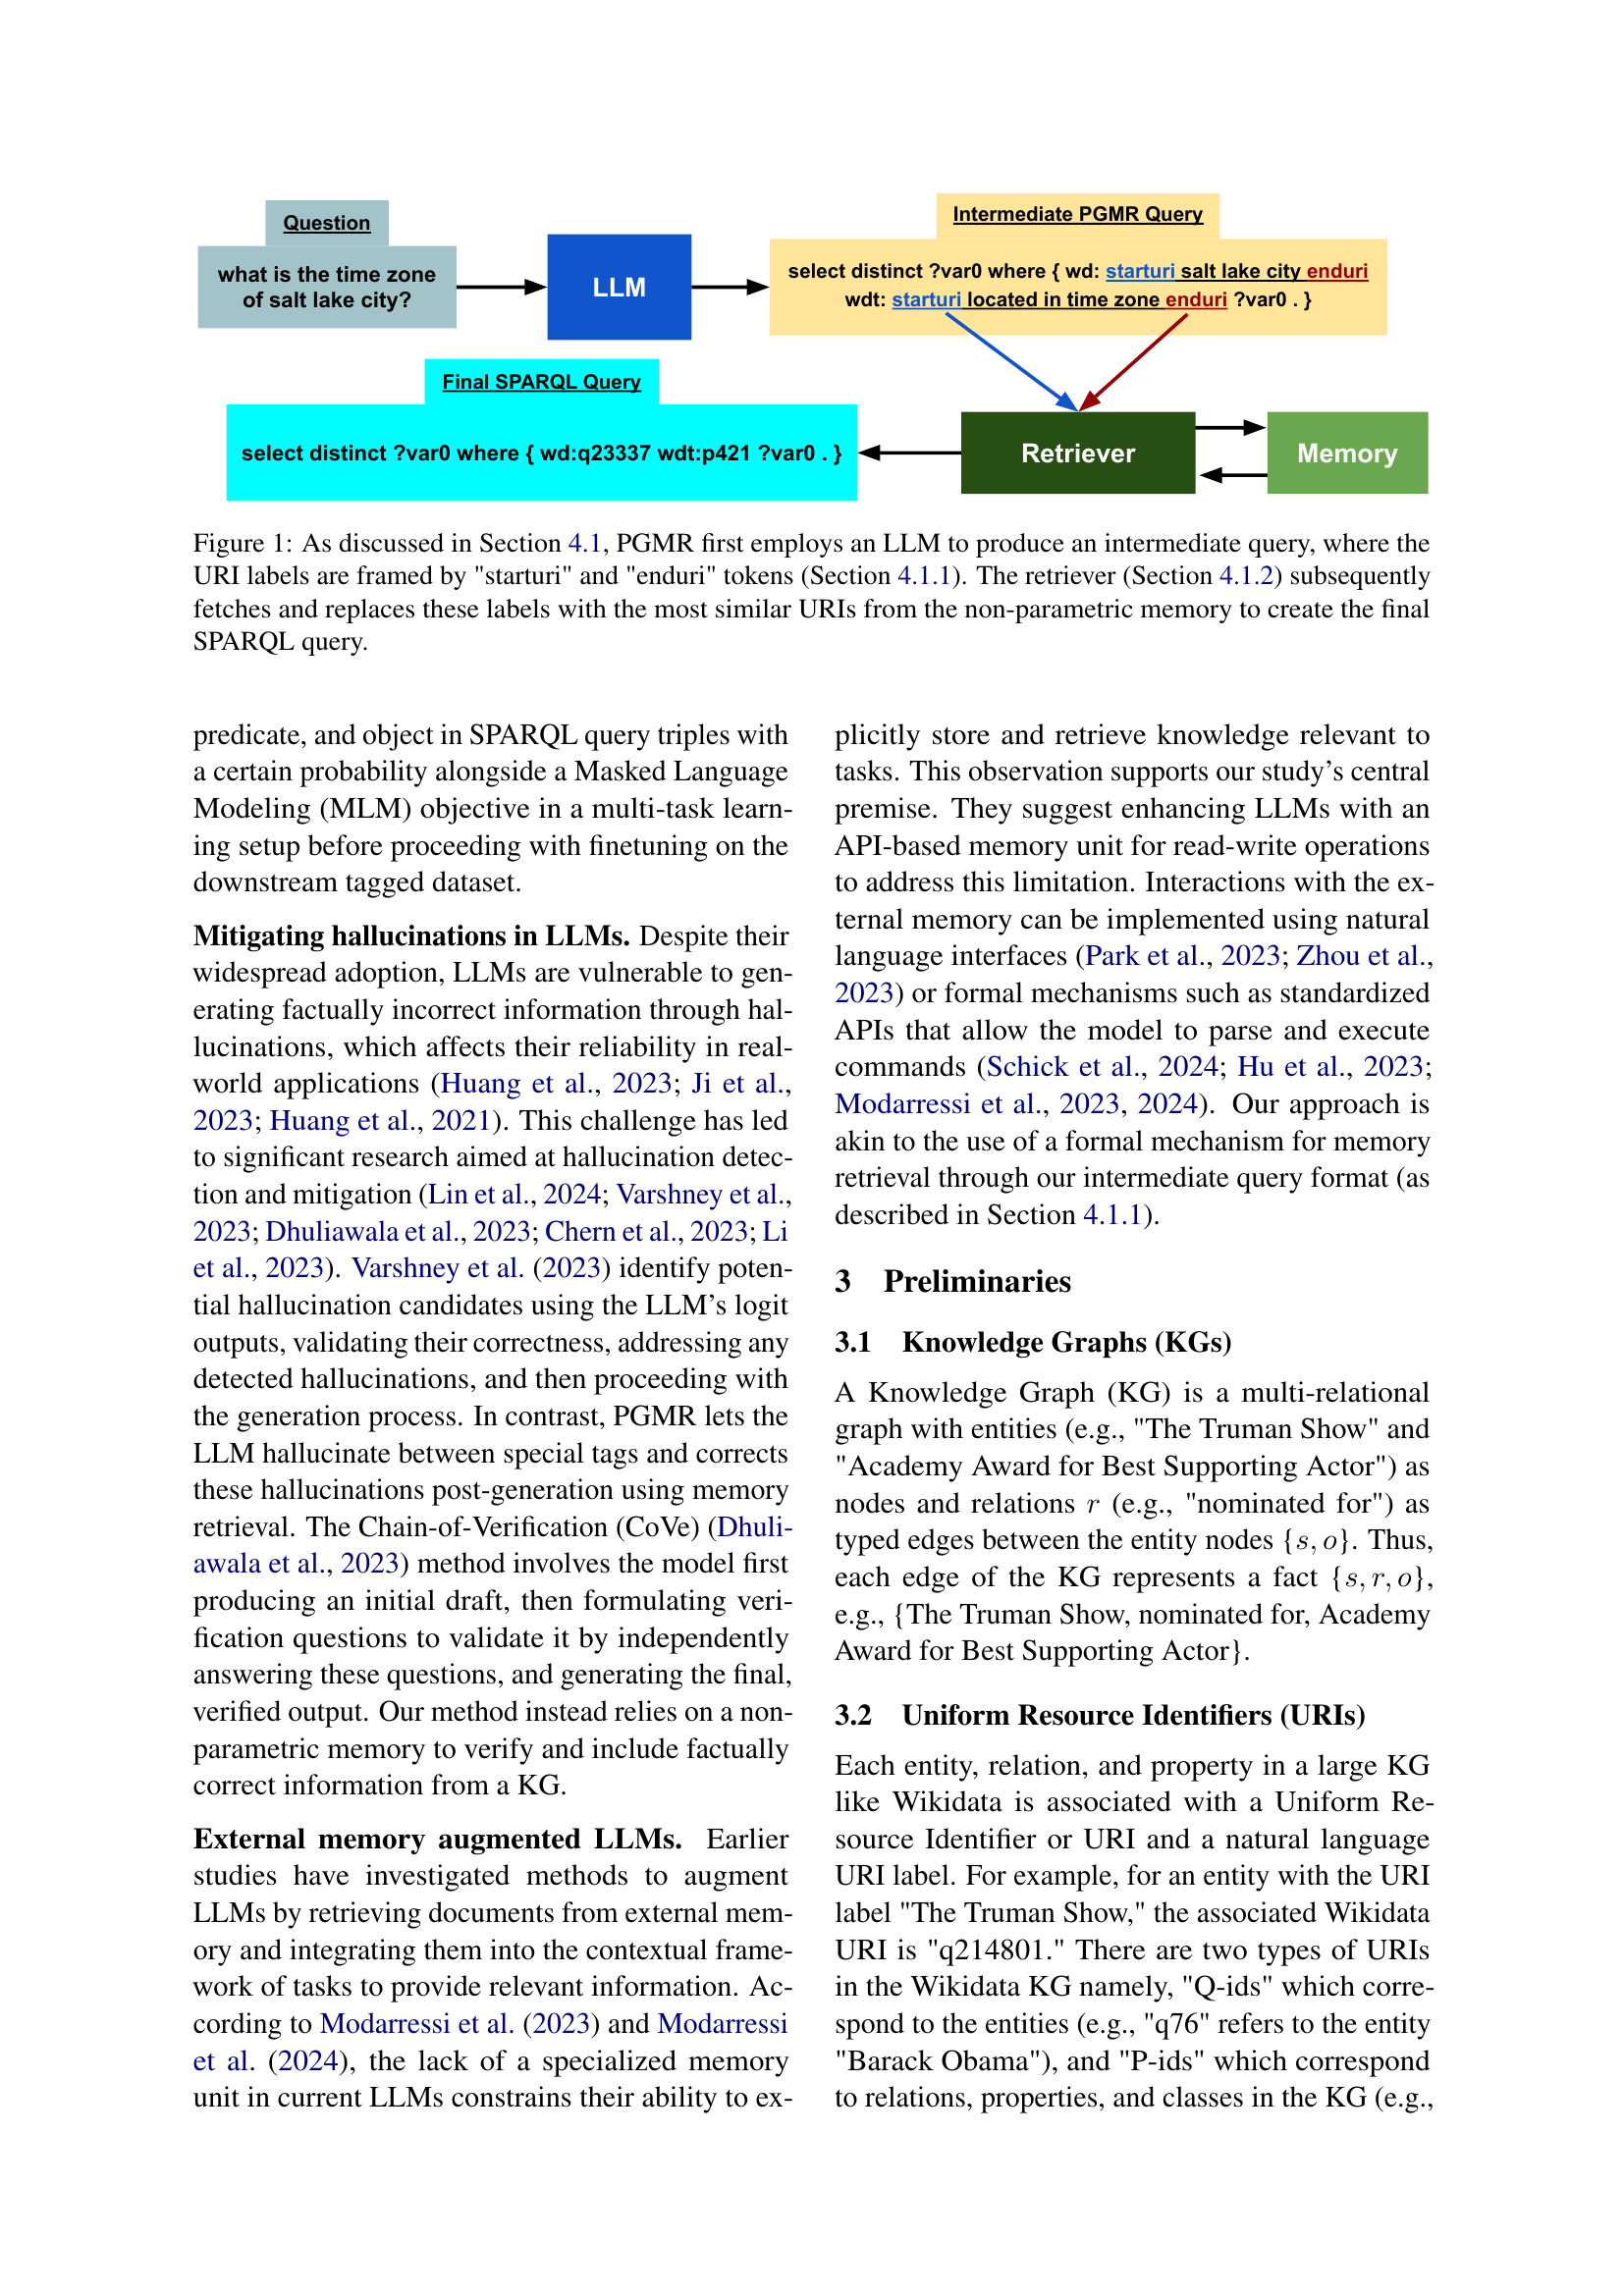 Question
what is the time zone
of salt lake city?
LLM
Intermediate PGMR Query
select distinct ?var0 where { wd: starturi salt lake city enduri
wdt: starturi located in time zone enduri ?var0 . }
Final SPARQL Query
select distinct ?var0 where { wd:q23337 wdt:p421 ?var0 . }
Retriever
Memory
Figure 1: As discussed in Section 4.1, PGMR first employs an LLM to produce an intermediate query, where the
URI labels are framed by "starturi" and "enduri" tokens (Section 4.1.1). The retriever (Section 4.1.2) subsequently
fetches and replaces these labels with the most similar URIs from the non-parametric memory to create the final
SPARQL query.
predicate, and object in SPARQL query triples with
a certain probability alongside a Masked Language
Modeling (MLM) objective in a multi-task learn-
ing setup before proceeding with finetuning on the
downstream tagged dataset.
Mitigating hallucinations in LLMs. Despite their
widespread adoption, LLMs are vulnerable to gen-
erating factually incorrect information through hal-
lucinations, which affects their reliability in real-
world applications (Huang et al., 2023; Ji et al.,
2023; Huang et al., 2021). This challenge has led
to significant research aimed at hallucination detec-
tion and mitigation (Lin et al., 2024; Varshney et al.,
2023; Dhuliawala et al., 2023; Chern et al., 2023; Li
et al., 2023). Varshney et al. (2023) identify poten-
tial hallucination candidates using the LLM's logit
outputs, validating their correctness, addressing any
detected hallucinations, and then proceeding with
the generation process. In contrast, PGMR lets the
LLM hallucinate between special tags and corrects
these hallucinations post-generation using memory
retrieval. The Chain-of-Verification (CoVe) (Dhuli-
awala et al., 2023) method involves the model first
producing an initial draft, then formulating veri-
fication questions to validate it by independently
answering these questions, and generating the final,
verified output. Our method instead relies on a non-
parametric memory to verify and include factually
correct information from a KG.
External memory augmented LLMs. Earlier
studies have investigated methods to augment
LLMs by retrieving documents from external mem-
ory and integrating them into the contextual frame-
work of tasks to provide relevant information. Ac-
cording to Modarressi et al. (2023) and Modarressi
et al. (2024), the lack of a specialized memory
unit in current LLMs constrains their ability to ex-
plicitly store and retrieve knowledge relevant to
tasks. This observation supports our study's central
premise. They suggest enhancing LLMs with an
API-based memory unit for read-write operations
to address this limitation. Interactions with the ex-
ternal memory can be implemented using natural
language interfaces (Park et al., 2023; Zhou et al.,
2023) or formal mechanisms such as standardized
APIs that allow the model to parse and execute
commands (Schick et al., 2024; Hu et al., 2023;
Modarressi et al., 2023, 2024). Our approach is
akin to the use of a formal mechanism for memory
retrieval through our intermediate query format (as
described in Section 4.1.1).
3 Preliminaries
3.1 Knowledge Graphs (KGs)
A Knowledge Graph (KG) is a multi-relational
graph with entities (e.g., "The Truman Show" and
"Academy Award for Best Supporting Actor") as
nodes and relations r (e.g., "nominated for") as
typed edges between the entity nodes {s, o}. Thus,
each edge of the KG represents a fact {s, r, o},
e.g., {The Truman Show, nominated for, Academy
Award for Best Supporting Actor}.
3.2 Uniform Resource Identifiers (URIs)
Each entity, relation, and property in a large KG
like Wikidata is associated with a Uniform Re-
source Identifier or URI and a natural language
URI label. For example, for an entity with the URI
label "The Truman Show," the associated Wikidata
URI is "q214801." There are two types of URIs
in the Wikidata KG namely, "Q-ids" which corre-
spond to the entities (e.g., "q76" refers to the entity
"Barack Obama"), and "P-ids" which correspond
to relations, properties, and classes in the KG (e.g.,